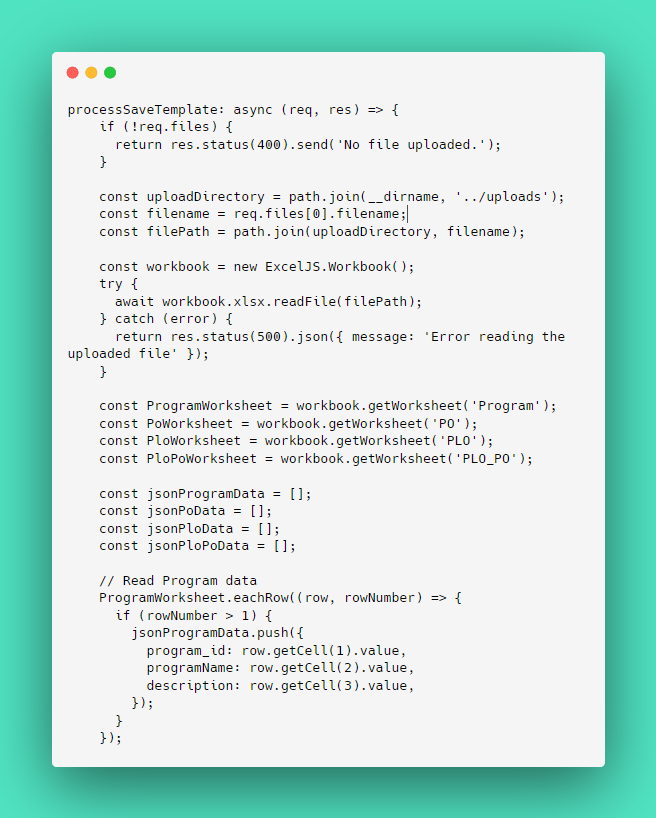 processSaveTemplate: async (req, res) => {
    if (!req.files) {
      return res.status(400).send('No file uploaded.');
    }

    const uploadDirectory = path.join(__dirname, '../uploads');
    const filename = req.files[0].filename;
    const filePath = path.join(uploadDirectory, filename);

    const workbook = new ExcelJS.Workbook();
    try {
      await workbook.xlsx.readFile(filePath);
    } catch (error) {
      return res.status(500).json({ message: 'Error reading the
uploaded file' });
    }

    const ProgramWorksheet = workbook.getWorksheet('Program');
    const PoWorksheet = workbook.getWorksheet('PO');
    const PloWorksheet = workbook.getWorksheet('PLO');
    const PloPoWorksheet = workbook.getWorksheet('PLO_PO');

    const jsonProgramData = [];
    const jsonPoData = [];
    const jsonPloData = [];
    const jsonPloPoData = [];

    // Read Program data
    ProgramWorksheet.eachRow((row, rowNumber) => {
      if (rowNumber > 1) {
        jsonProgramData.push({
          program_id: row.getCell(1).value,
          programName: row.getCell(2).value,
          description: row.getCell(3).value,
        });
      }
    });